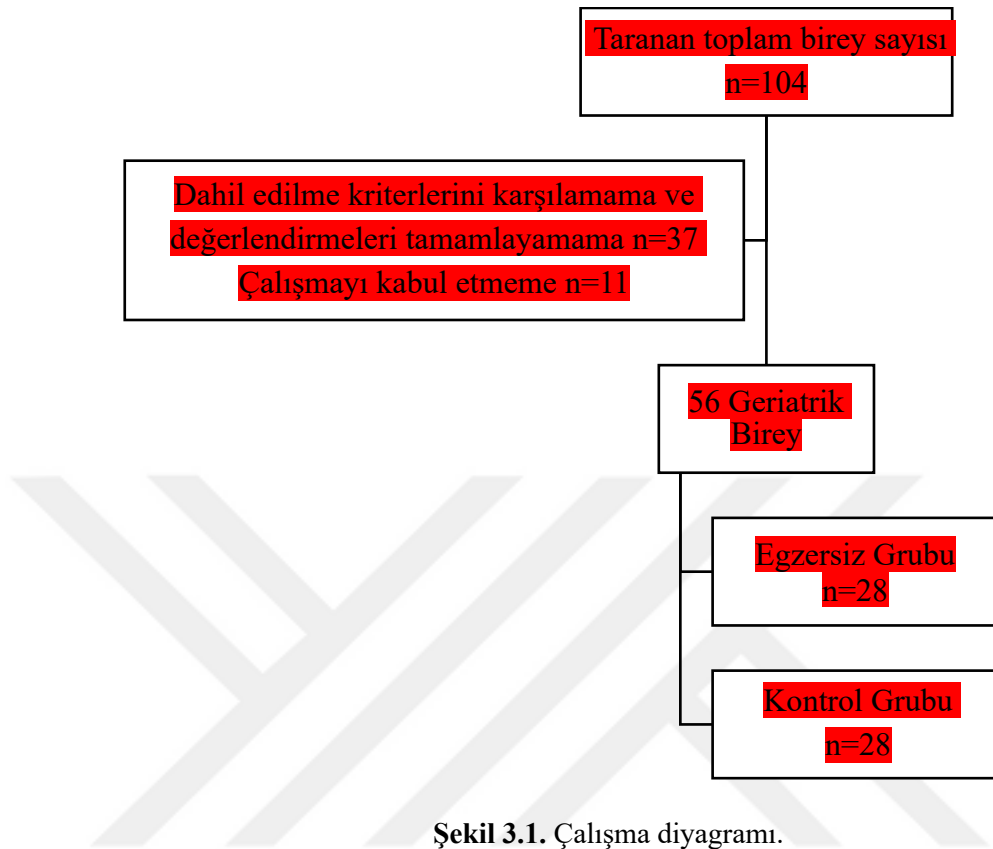 Taranan toplam birey sayısı
n=104
Dahil edilme kriterlerini karşılamama ve
değerlendirmeleri tamamlayamama n=37
Çalışmayı kabul etmeme n=11
56 Geriatrik
Birey
Egzersiz Grubu
n=28
Kontrol Grubu
n=28
Şekil 3.1. Çalışma diyagramı.